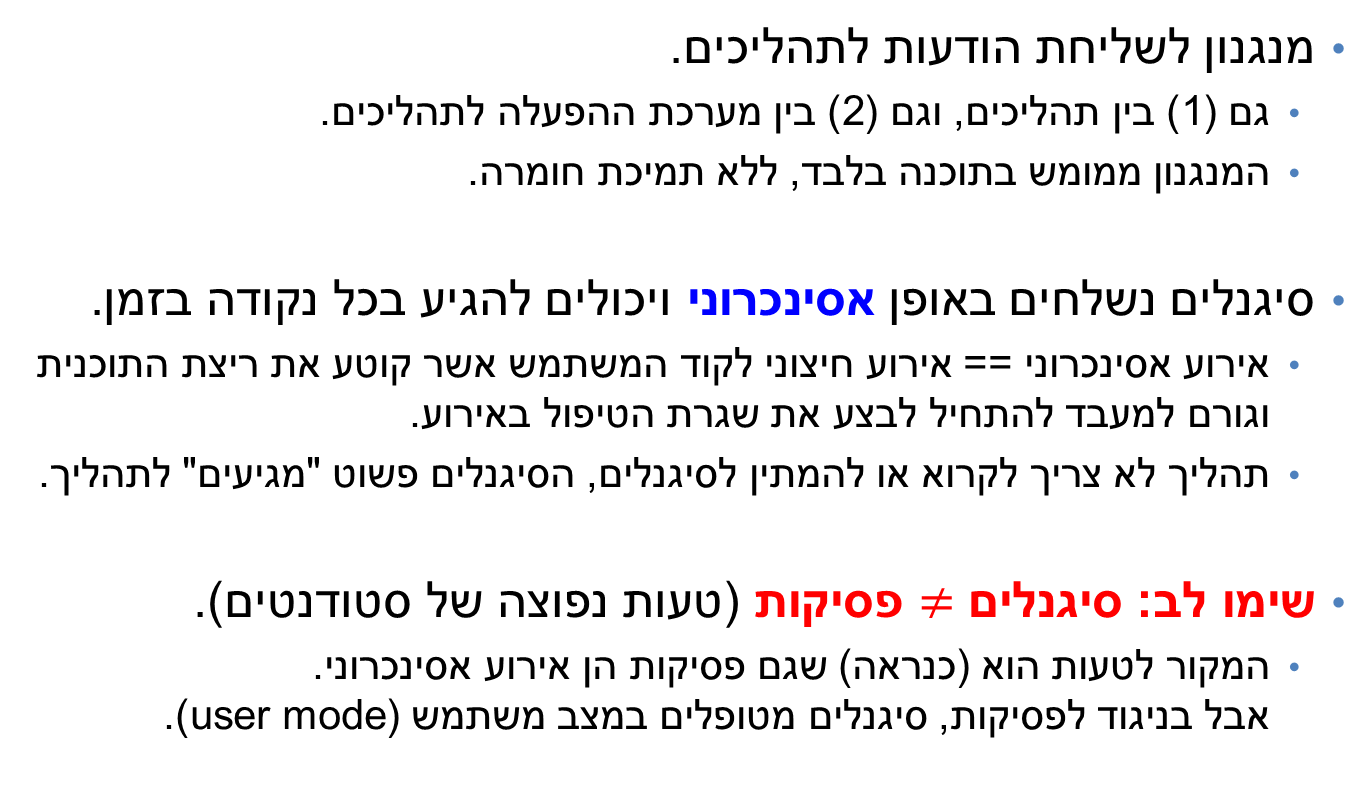 • מנגנון לשליחת הודעות לתהליכים.
• גם (1) בין תהליכים, וגם (2) בין מערכת ההפעלה לתהליכים.
• המנגנון ממומש בתוכנה בלבד, ללא תמיכת חומרה.
• סיגנלים נשלחים באופן אסינכרוני ויכולים להגיע בכל נקודה בזמן.
• אירוע אסינכרוני == אירוע חיצוני לקוד המשתמש אשר קוטע את ריצת התוכנית
וגורם למעבד להתחיל לבצע את שגרת הטיפול באירוע.
• תהליך לא צריך לקרוא או להמתין לסיגנלים, הסיגנלים פשוט "מגיעים" לתהליך.
• שימו לב: סיגנלים ≠ פסיקות (טעות נפוצה של סטודנטים).
• המקור לטעות הוא (כנראה) שגם פסיקות הן אירוע אסינכרוני.
אבל בניגוד לפסיקות, סיגנלים מטופלים במצב משתמש (user mode).